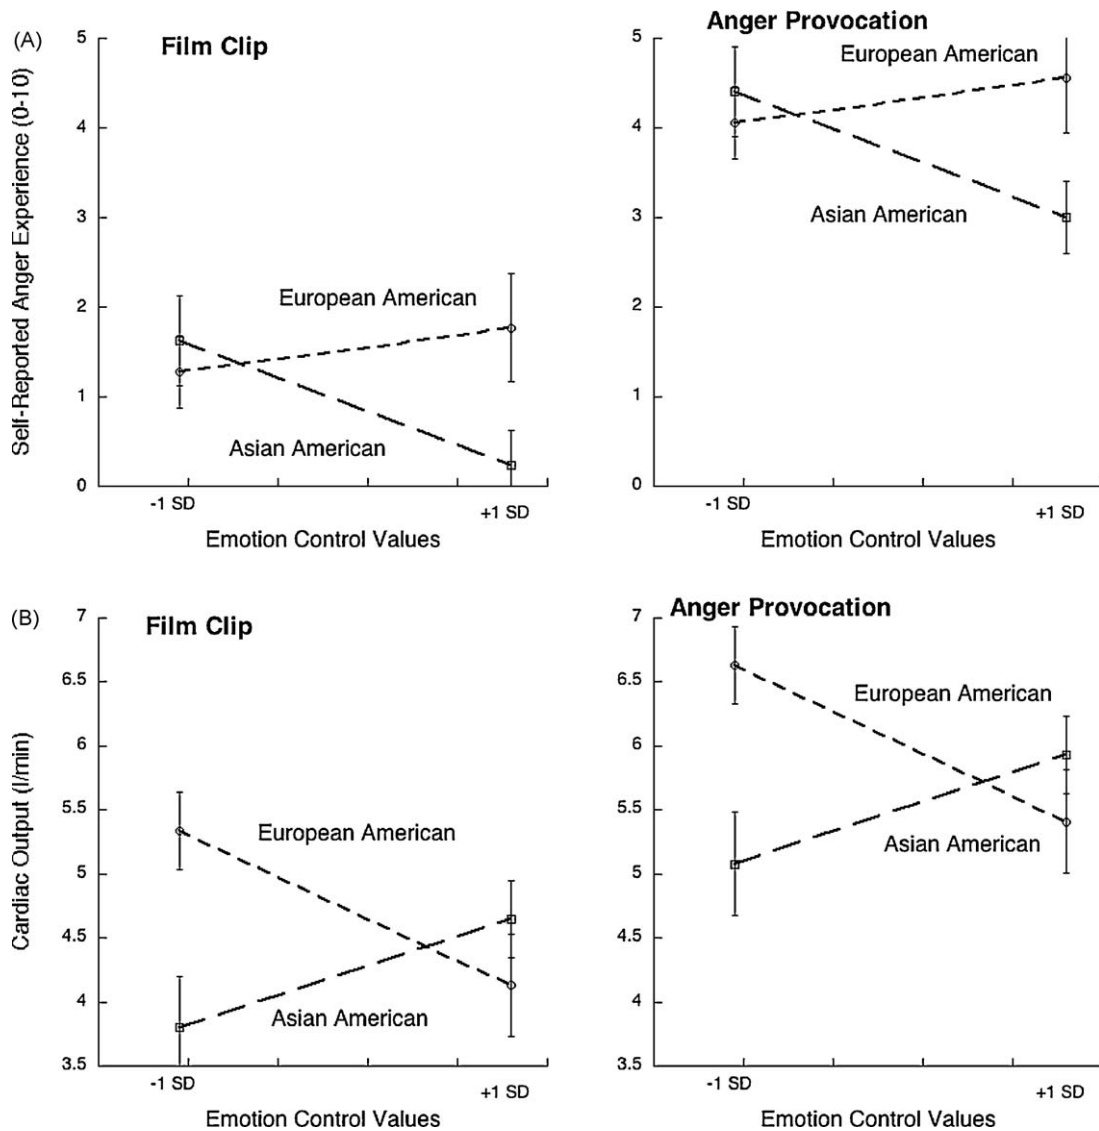 (A)
Film Clip
Self-Reported Anger Experience (0-10)
5
4
3
2
1
0
European American
Asian American
-1 SD
+1 SD
Emotion Control Values
Anger Provocation
5
4
3
2
1
0
European American
Asian American
-1 SD
+1 SD
Emotion Control Values
(B)
Film Clip
Cardiac Output (l/min)
7
6.5
6
5.5
5
4.5
4
3.5
European American
Asian American
-1 SD
+1 SD
Emotion Control Values
Anger Provocation
7
6.5
6
5.5
5
4.5
4
3.5
European American
Asian American
-1 SD
+1 SD
Emotion Control Values